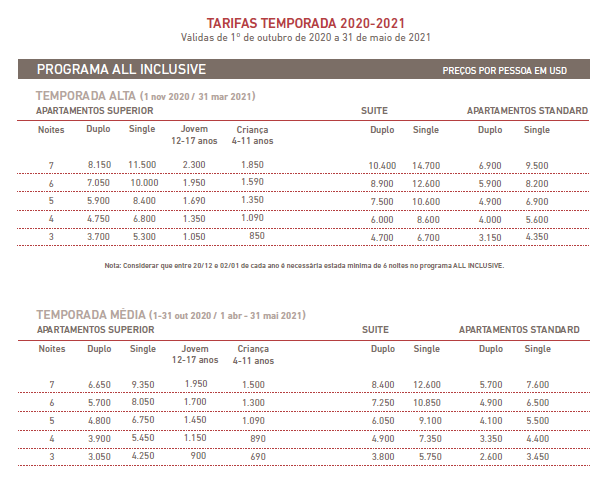 TARIFAS TEMPORADA 2020-2021
Válidas de 1º de outubro de 2020 a 31 de maio de 2021
PROGRAMA ALL INCLUSIVE PREÇOS POR PESSOA EM USD
TEMPORADA ALTA (1 nov 2020 / 31 mar 2021)
APARTAMENTOS SUPERIOR SUITE APARTAMENTOS STANDARD
Noites Duplo Single Jovem 12-17 anos Criança 4-11 anos Duplo Single Duplo Single
7 8.150 11.500 2.300 1.850 10.400 14.700 6.900 9.500
6 7.050 10.000 1.950 1.590 8.900 12.600 5.900 8.200
5 5.900 8.400 1.690 1.350 7.500 10.600 4.900 6.900
4 4.750 6.800 1.350 1.090 6.000 8.600 4.000 5.600
3 3.700 5.300 1.050 850 4.700 6.700 3.150 4.350
Nota: Considerar que entre 20/12 e 02/01 de cada ano é necessária estada mínima de 6 noites no programa ALL INCLUSIVE.
TEMPORADA MÉDIA (1-31 out 2020 / 1 abr - 31 mai 2021)
APARTAMENTOS SUPERIOR SUITE APARTAMENTOS STANDARD
Noites Duplo Single Jovem 12-17 anos Criança 4-11 anos Duplo Single Duplo Single
7 6.650 9.350 1.950 1.500 8.400 12.600 5.700 7.600
6 5.700 8.050 1.700 1.300 7.250 10.850 4.900 6.500
5 4.800 6.750 1.450 1.090 6.050 9.100 4.100 5.500
4 3.900 5.450 1.150 890 4.900 7.350 3.350 4.400
3 3.050 4.250 900 690 3.800 5.750 2.600 3.450